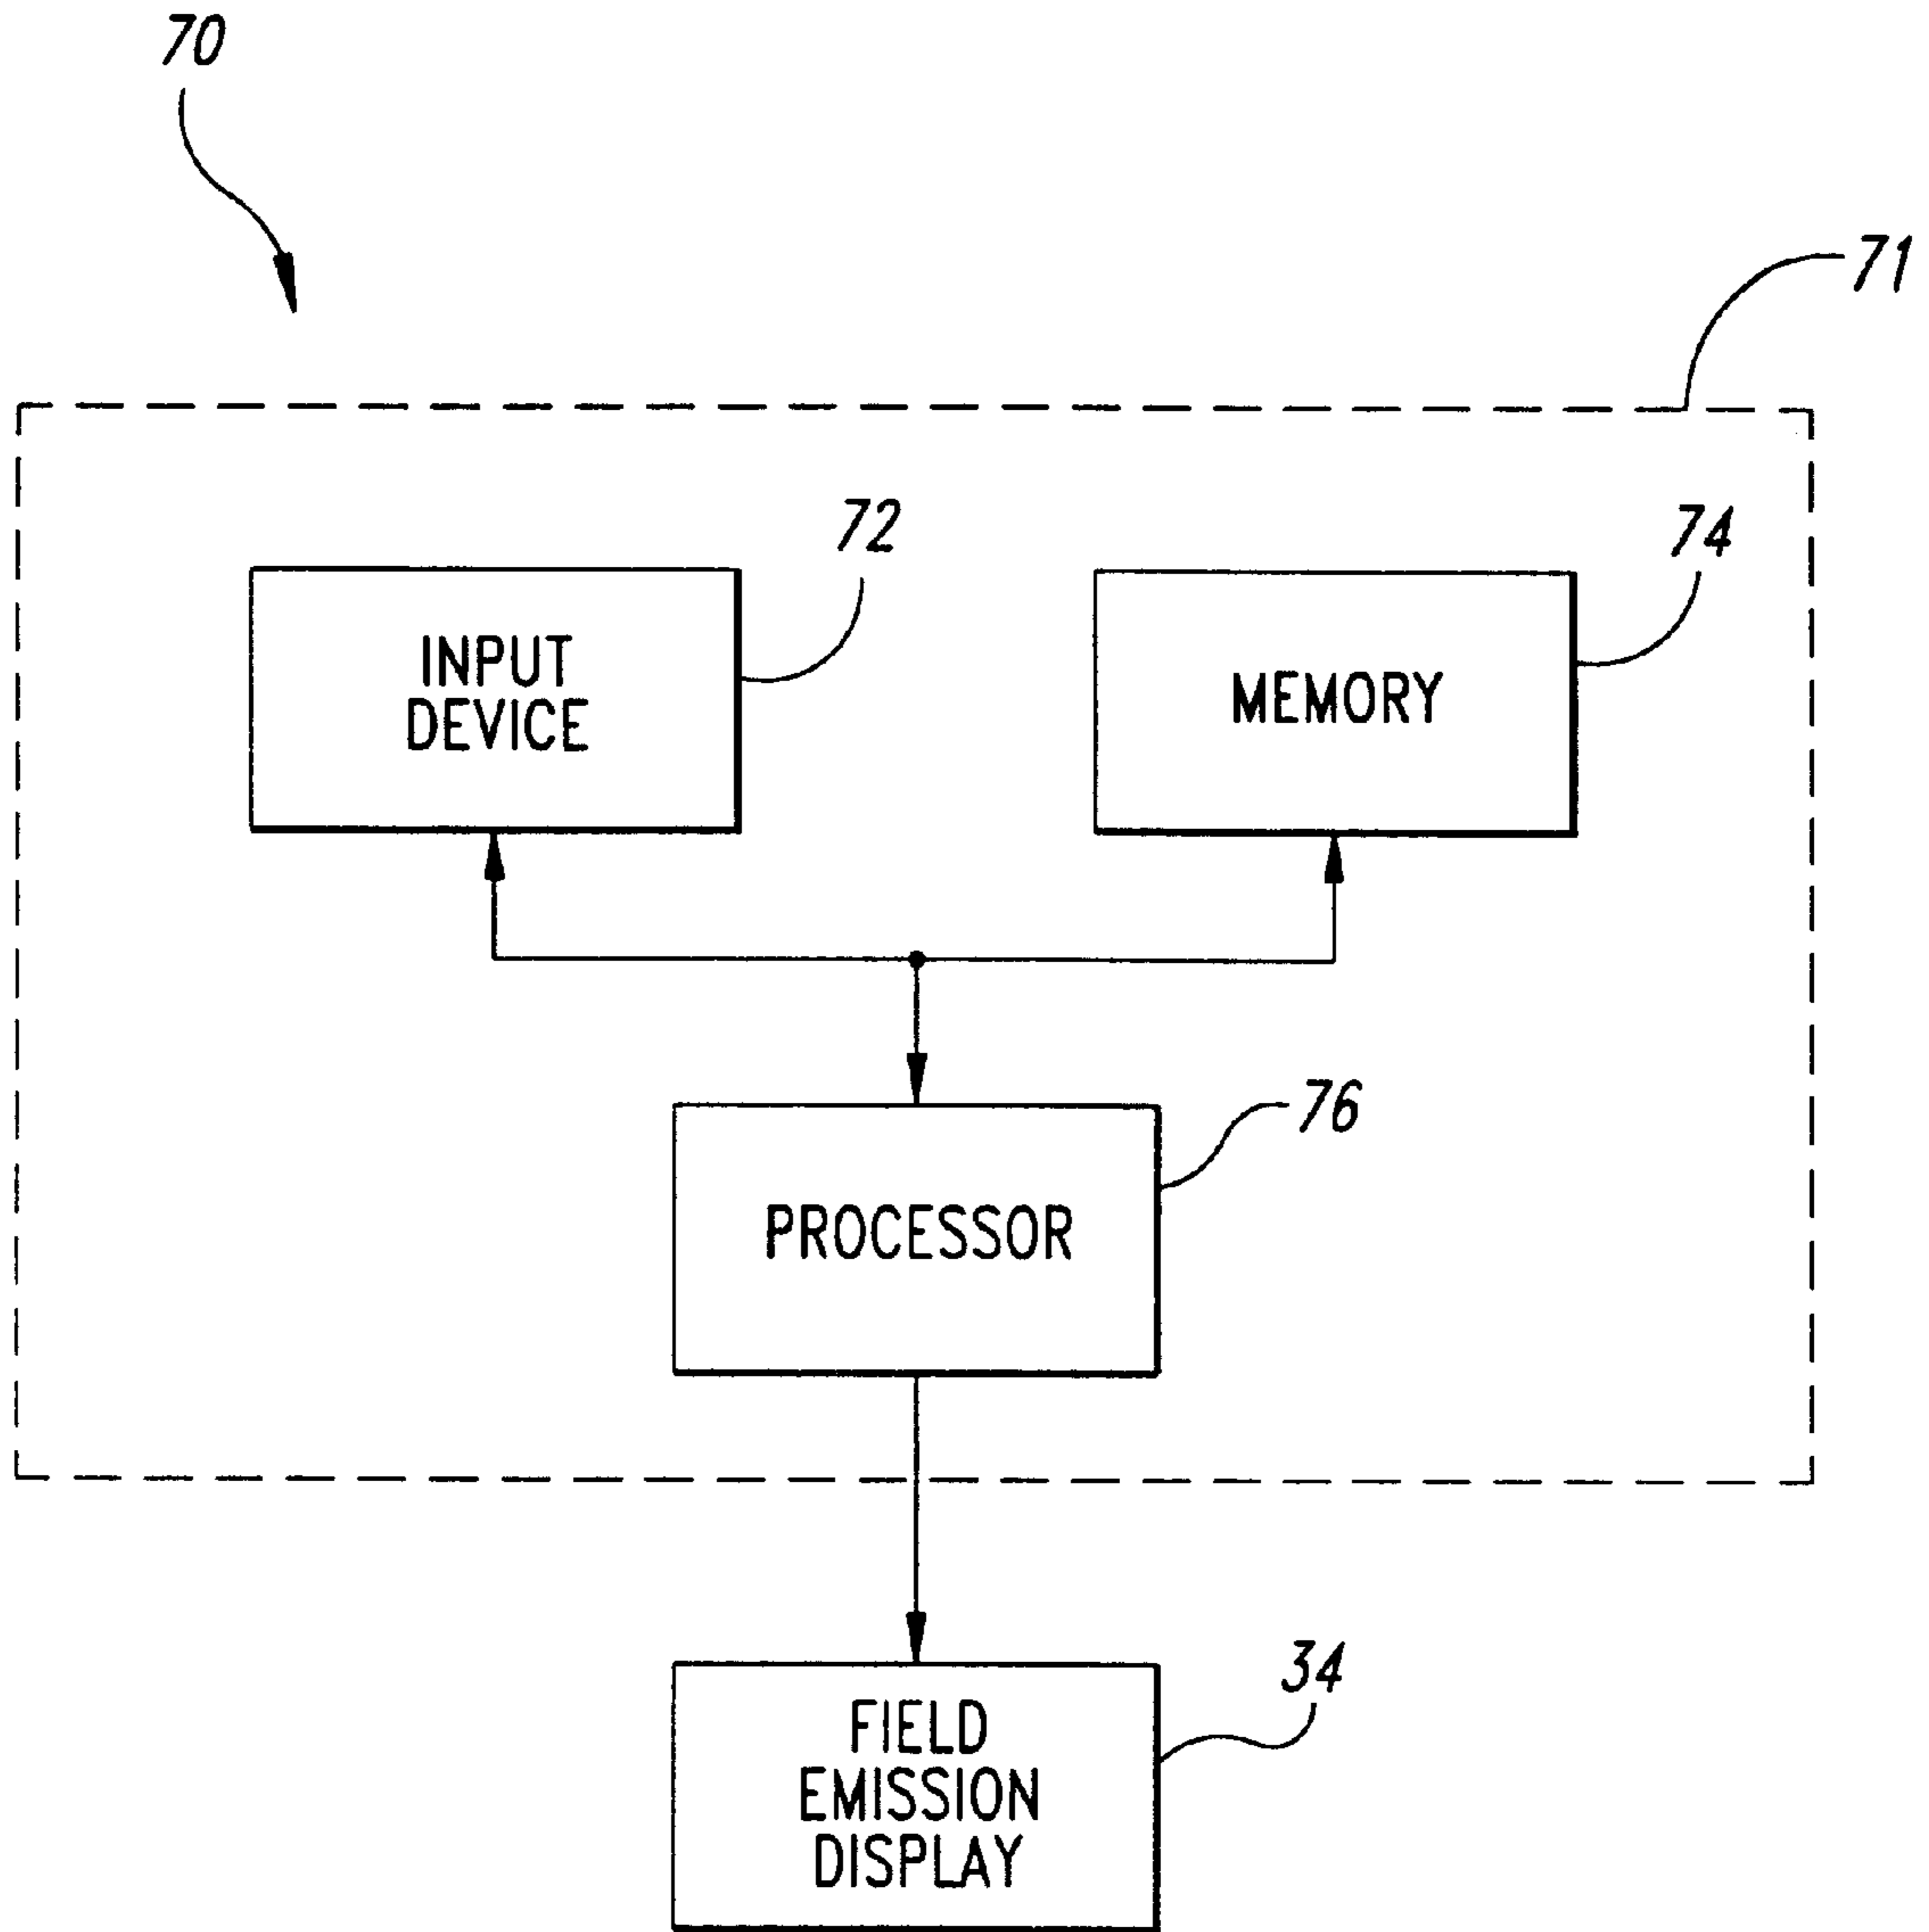 70
71
72
74
INPUT
DEVICE
MEMORY
76
PROCESSOR
34
FIELD
EMISSION
DISPLAY